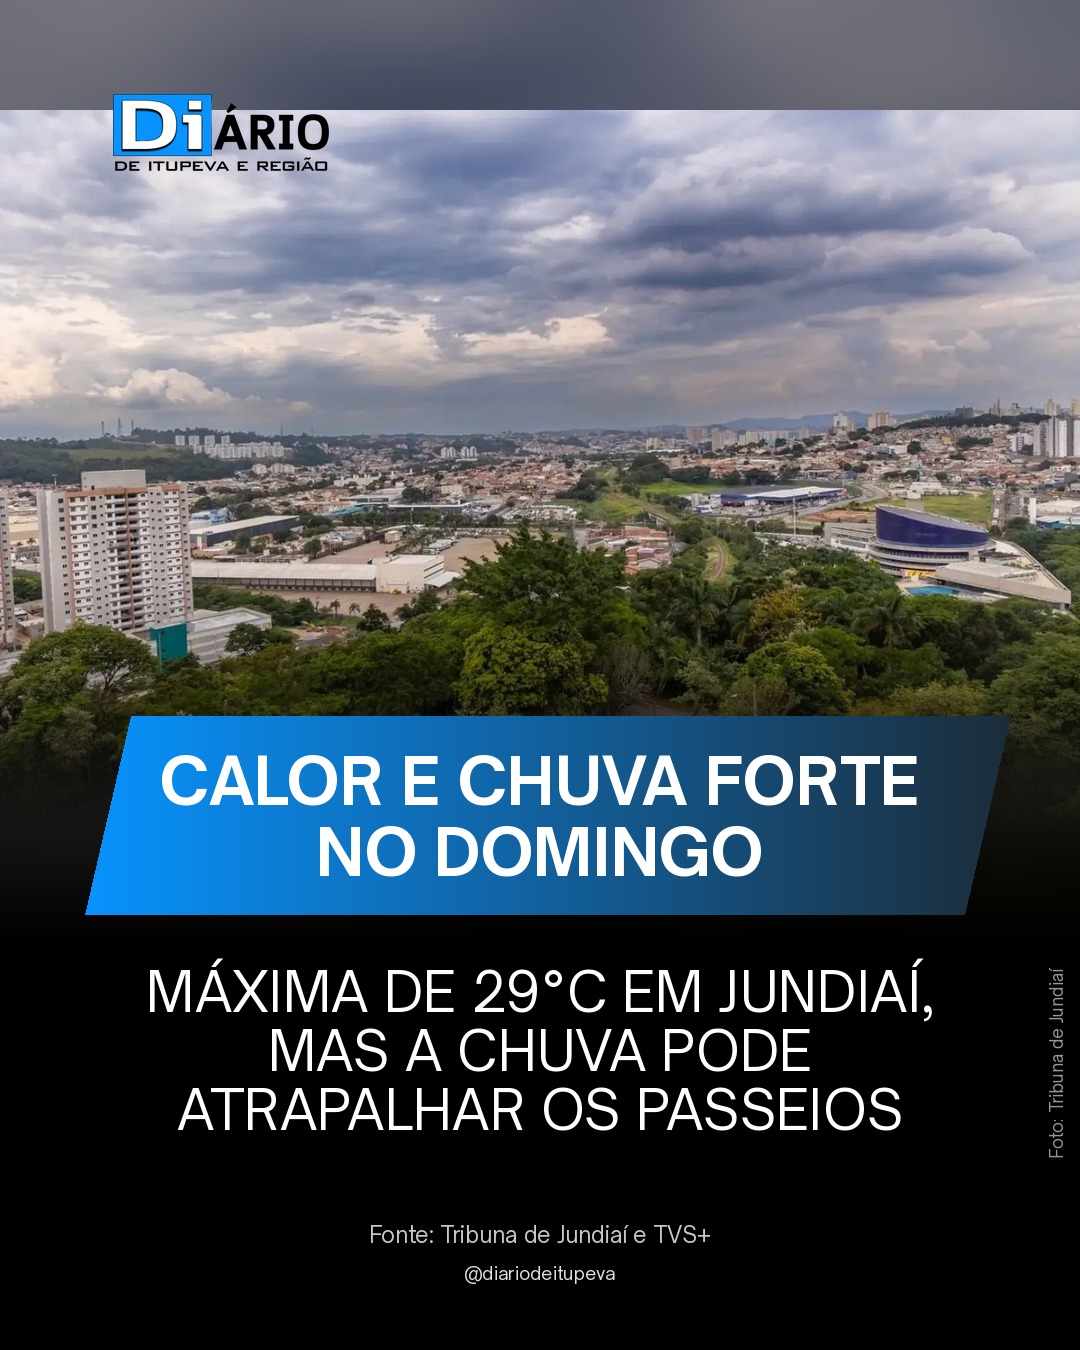 DiÁRIO
DE ITUPEVA E REGIÃO
CALOR E CHUVA FORTE
NO DOMINGO
MÁXIMA DE 29°C EM JUNDIAÍ,
MAS A CHUVA PODE
ATRAPALHAR OS PASSEIOS
Foto: Tribuna de Jundiaí
Fonte: Tribuna de Jundiaí e TVS+
@diariodeitupeva